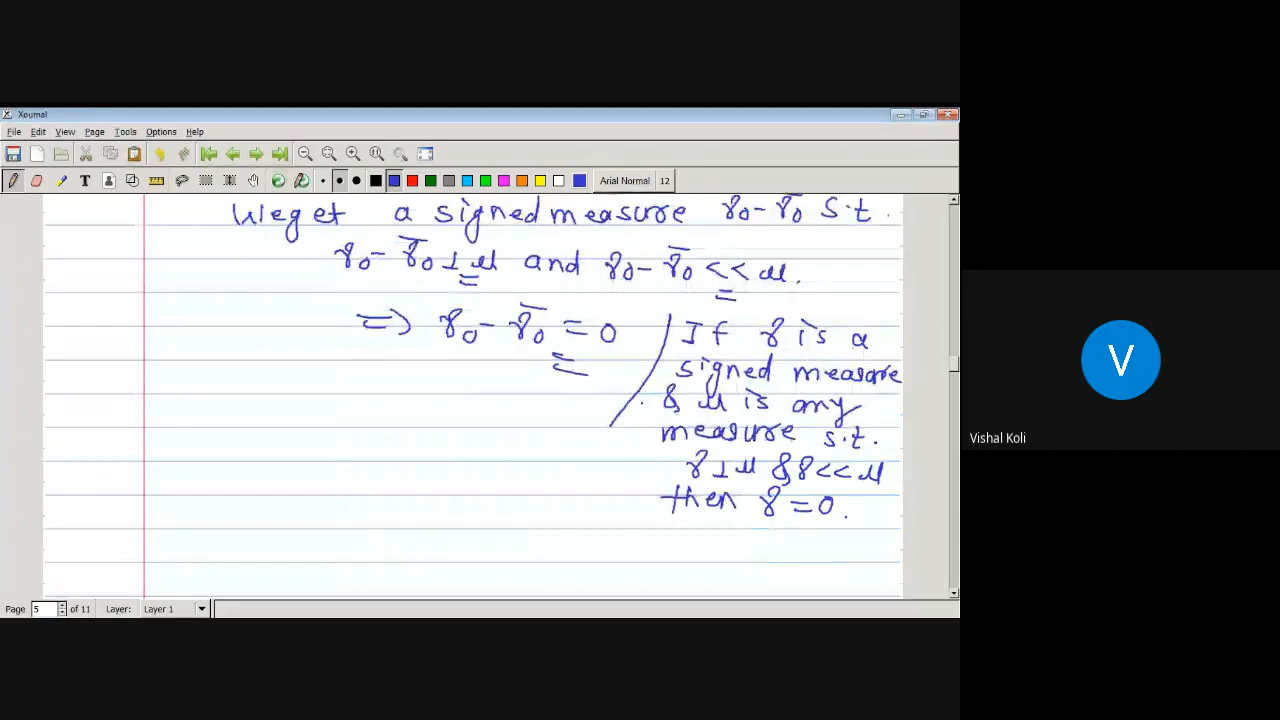 Xournal
File Edit View Page Tools Options Help
Arial Normal 12
We get a signed measure γ₀ - γ̄₀ s.t.
γ₀ - γ̄₀ ⊥ μ and γ₀ - γ̄₀ << μ.
=> γ₀ - γ̄₀ = 0
If γ is a
signed measure
& μ is any
measure s.t.
γ ⊥ μ & γ << μ
then γ = 0.
Page 5 of 11 Layer: Layer 1
V
Vishal Koli